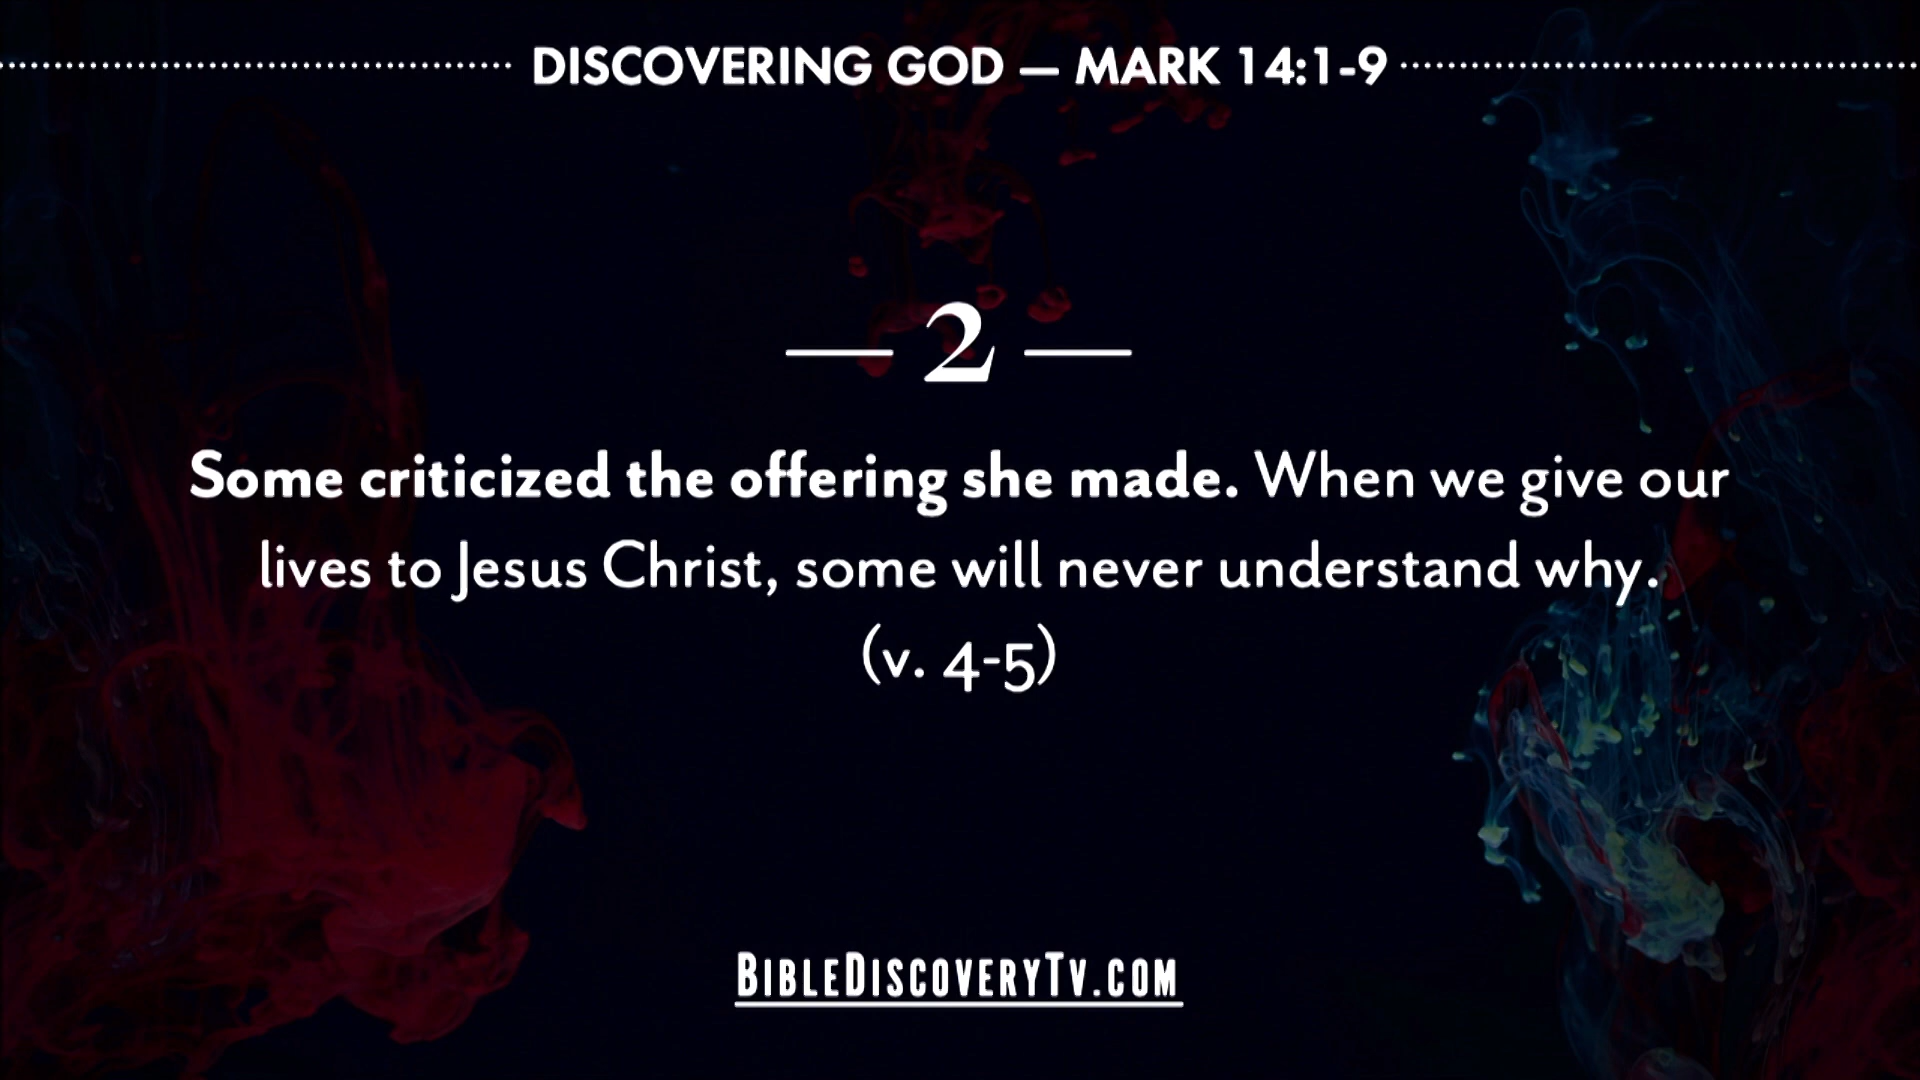 DISCOVERING GOD — MARK 14:1-9
— 2 —
Some criticized the offering she made. When we give our
lives to Jesus Christ, some will never understand why.
(v. 4-5)
BIBLEDISCOVERYTV.COM